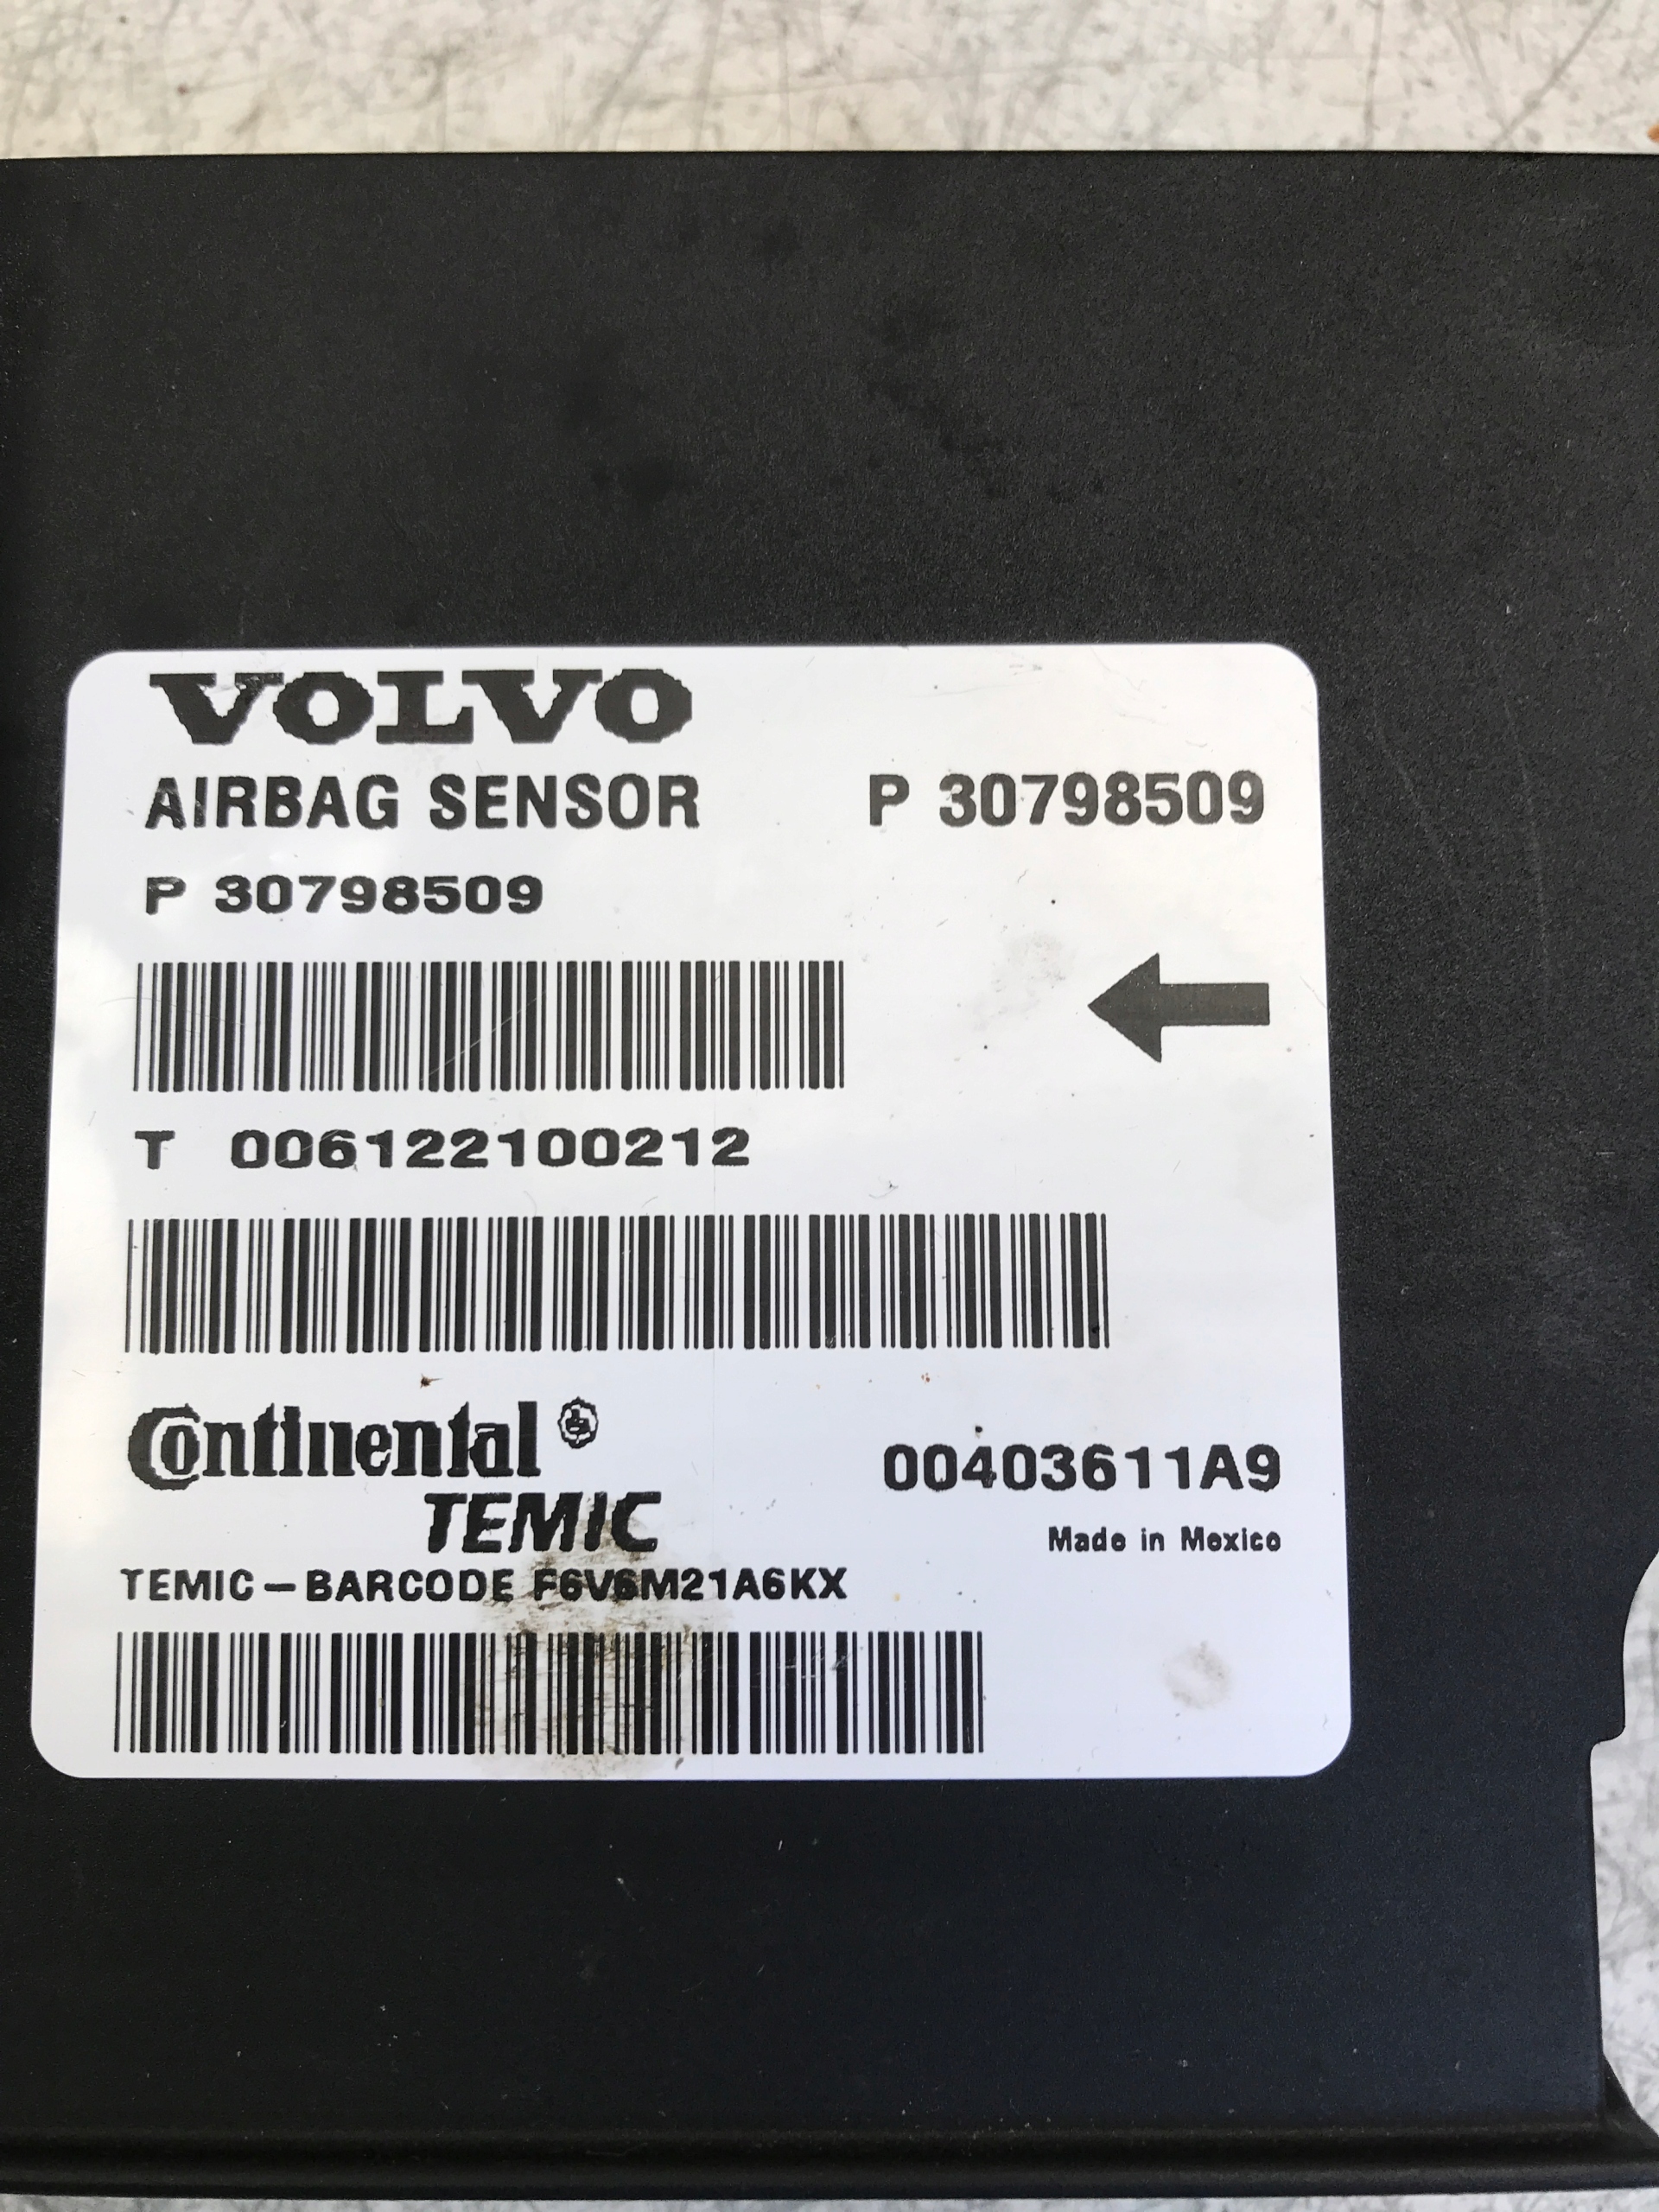 VOLVO
AIRBAG SENSOR P 30798509
P 30798509
T 006122100212
Continental
TEMIC
00403611A9
Made in Mexico
TEMIC-BARCODE F6V6M21A6KX